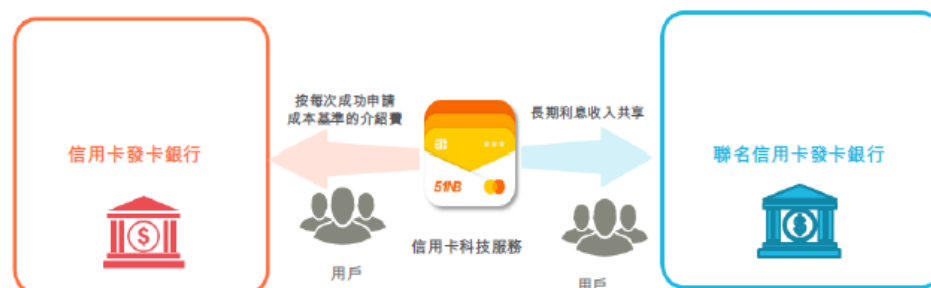 按每次成功申請
成本基準的介紹費
長期利息收入共享
信用卡發卡銀行
聯名信用卡發卡銀行
51NB
信用卡科技服務
用戶
用戶